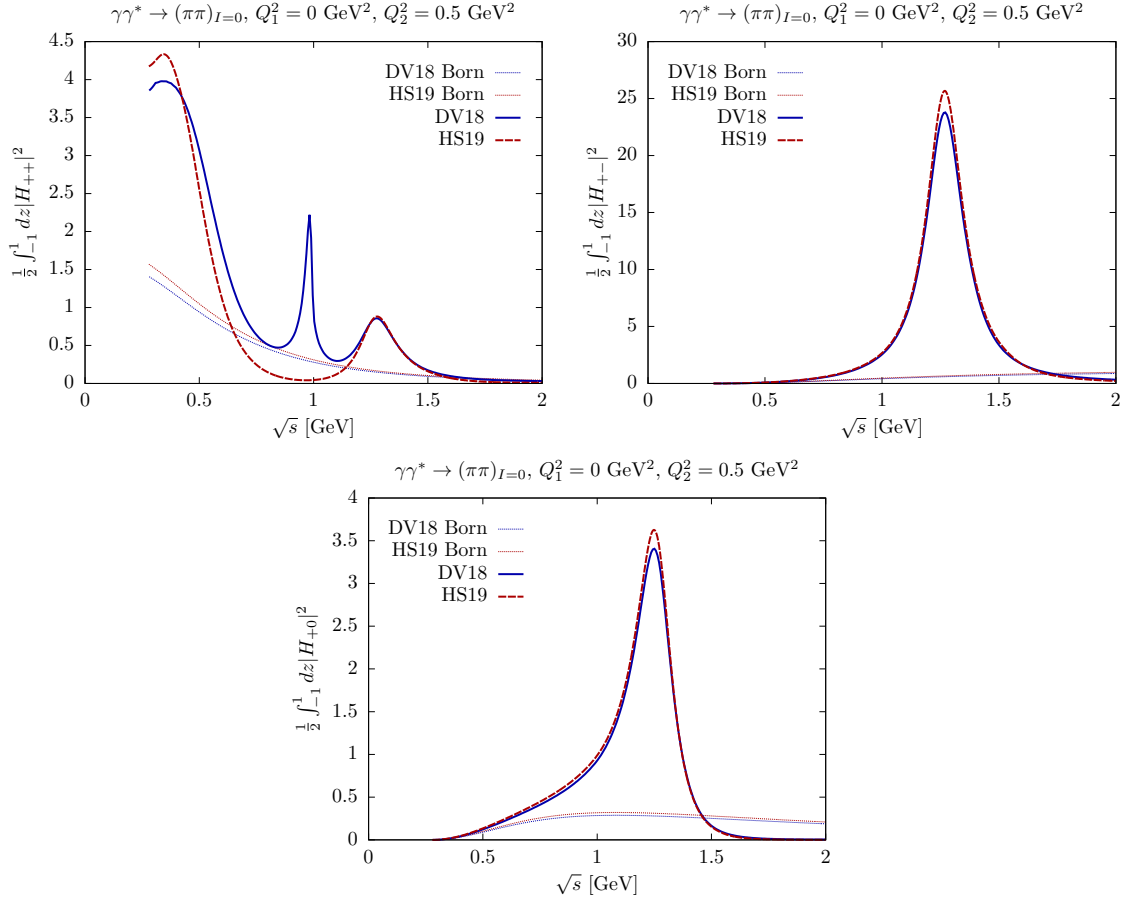 γγ* → (ππ)_{I=0}, Q₁² = 0 GeV², Q₂² = 0.5 GeV²
4.5
4
3.5
3
2.5
2
1.5
1
0.5
0
½ ∫₋₁¹ dz|H₊₊|²
DV18 Born
HS19 Born
DV18
HS19
0 0.5 1 1.5 2
√s [GeV]
γγ* → (ππ)_{I=0}, Q₁² = 0 GeV², Q₂² = 0.5 GeV²
30
25
20
15
10
5
0
½ ∫₋₁¹ dz|H₊₋|²
DV18 Born
HS19 Born
DV18
HS19
0 0.5 1 1.5 2
√s [GeV]
γγ* → (ππ)_{I=0}, Q₁² = 0 GeV², Q₂² = 0.5 GeV²
4
3.5
3
2.5
2
1.5
1
0.5
0
½ ∫₋₁¹ dz|H₊₀|²
DV18 Born
HS19 Born
DV18
HS19
0 0.5 1 1.5 2
√s [GeV]